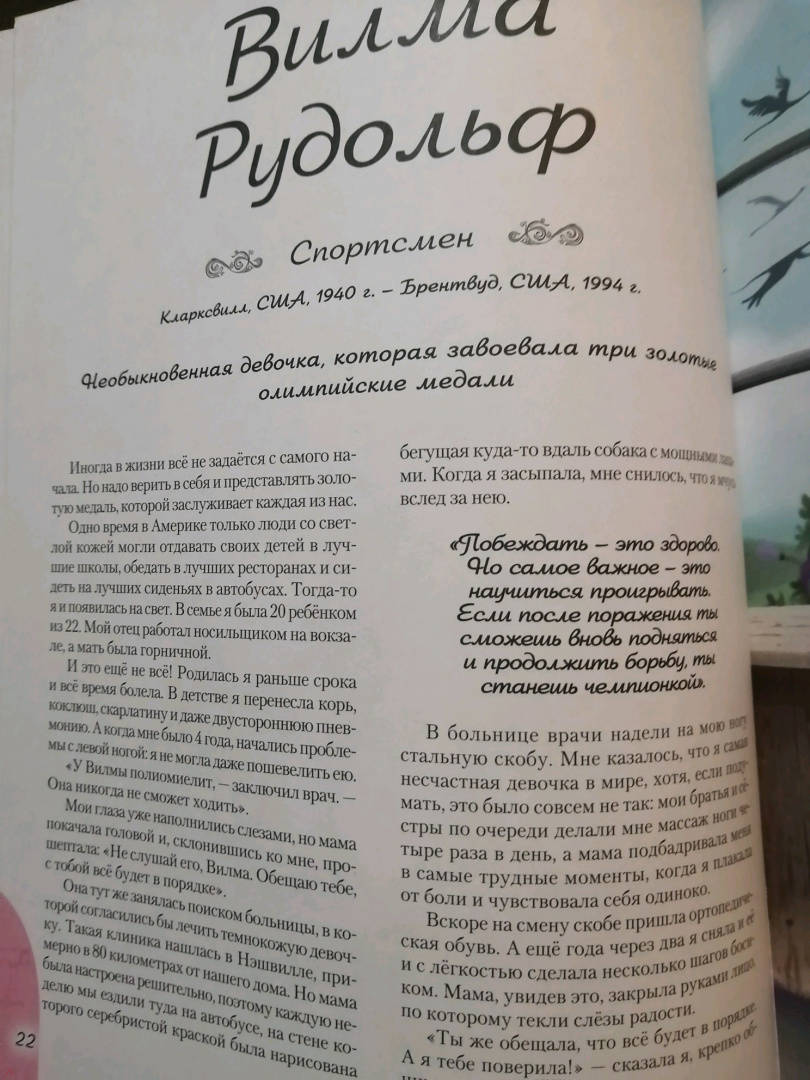 Вилма
Рудольф
Спортсмен
Кларксвилл, США, 1940 г. – Брентвуд, США, 1994 г.
Необыкновенная девочка, которая завоевала три золотые
олимпийские медали
Иногда в жизни всё не задаётся с самого на-
чала. Но надо верить в себя и представлять золо-
тую медаль, которой заслуживает каждая из нас.
Одно время в Америке только люди со свет-
лой кожей могли отдавать своих детей в луч-
шие школы, обедать в лучших ресторанах и си-
деть на лучших сиденьях в автобусах. Тогда-то
я и появилась на свет. В семье я была 20 ребёнком
из 22. Мой отец работал носильщиком на вокза-
ле, а мать была горничной.
И это ещё не всё! Родилась я раньше срока
и всё время болела. В детстве я перенесла корь,
коклюш, скарлатину и даже двустороннюю пнев-
монию. А когда мне было 4 года, начались пробле-
мы с левой ногой: я не могла даже пошевелить ею.
«У Вилмы полиомиелит, — заключил врач. —
Она никогда не сможет ходить».
Мои глаза уже наполнились слезами, но мама
покачала головой и, склонившись ко мне, про-
шептала: «Не слушай его, Вилма. Обещаю тебе,
с тобой всё будет в порядке».
Она тут же занялась поиском больницы, в ко-
торой согласились бы лечить темнокожую девоч-
ку. Такая клиника нашлась в Нэшвилле, при-
мерно в 80 километрах от нашего дома. Но мама
была настроена решительно, поэтому каждую не-
делю мы ездили туда на автобусе, на стене ко-
торого серебристой краской была нарисована
22
бегущая куда-то вдаль собака с мощными лапа-
ми. Когда я засыпала, мне снилось, что я мчусь
вслед за нею.
«Побеждать – это здорово.
Но самое важное – это
научиться проигрывать.
Если после поражения ты
сможешь вновь подняться
и продолжить борьбу, ты
станешь чемпионкой».
В больнице врачи надели на мою ногу
стальную скобу. Мне казалось, что я самая
несчастная девочка в мире, хотя, если поду-
мать, это было совсем не так: мои братья и сё-
стры по очереди делали мне массаж ноги че-
тыре раза в день, а мама подбадривала меня
в самые трудные моменты, когда я плакала
от боли и чувствовала себя одиноко.
Вскоре на смену скобе пришла ортопедиче-
ская обувь. А ещё года через два я сняла и её
и с лёгкостью сделала несколько шагов боси-
ком. Мама, увидев это, закрыла руками лицо,
по которому текли слёзы радости.
«Ты же обещала, что всё будет в порядке.
А я тебе поверила!» — сказала я, крепко об-